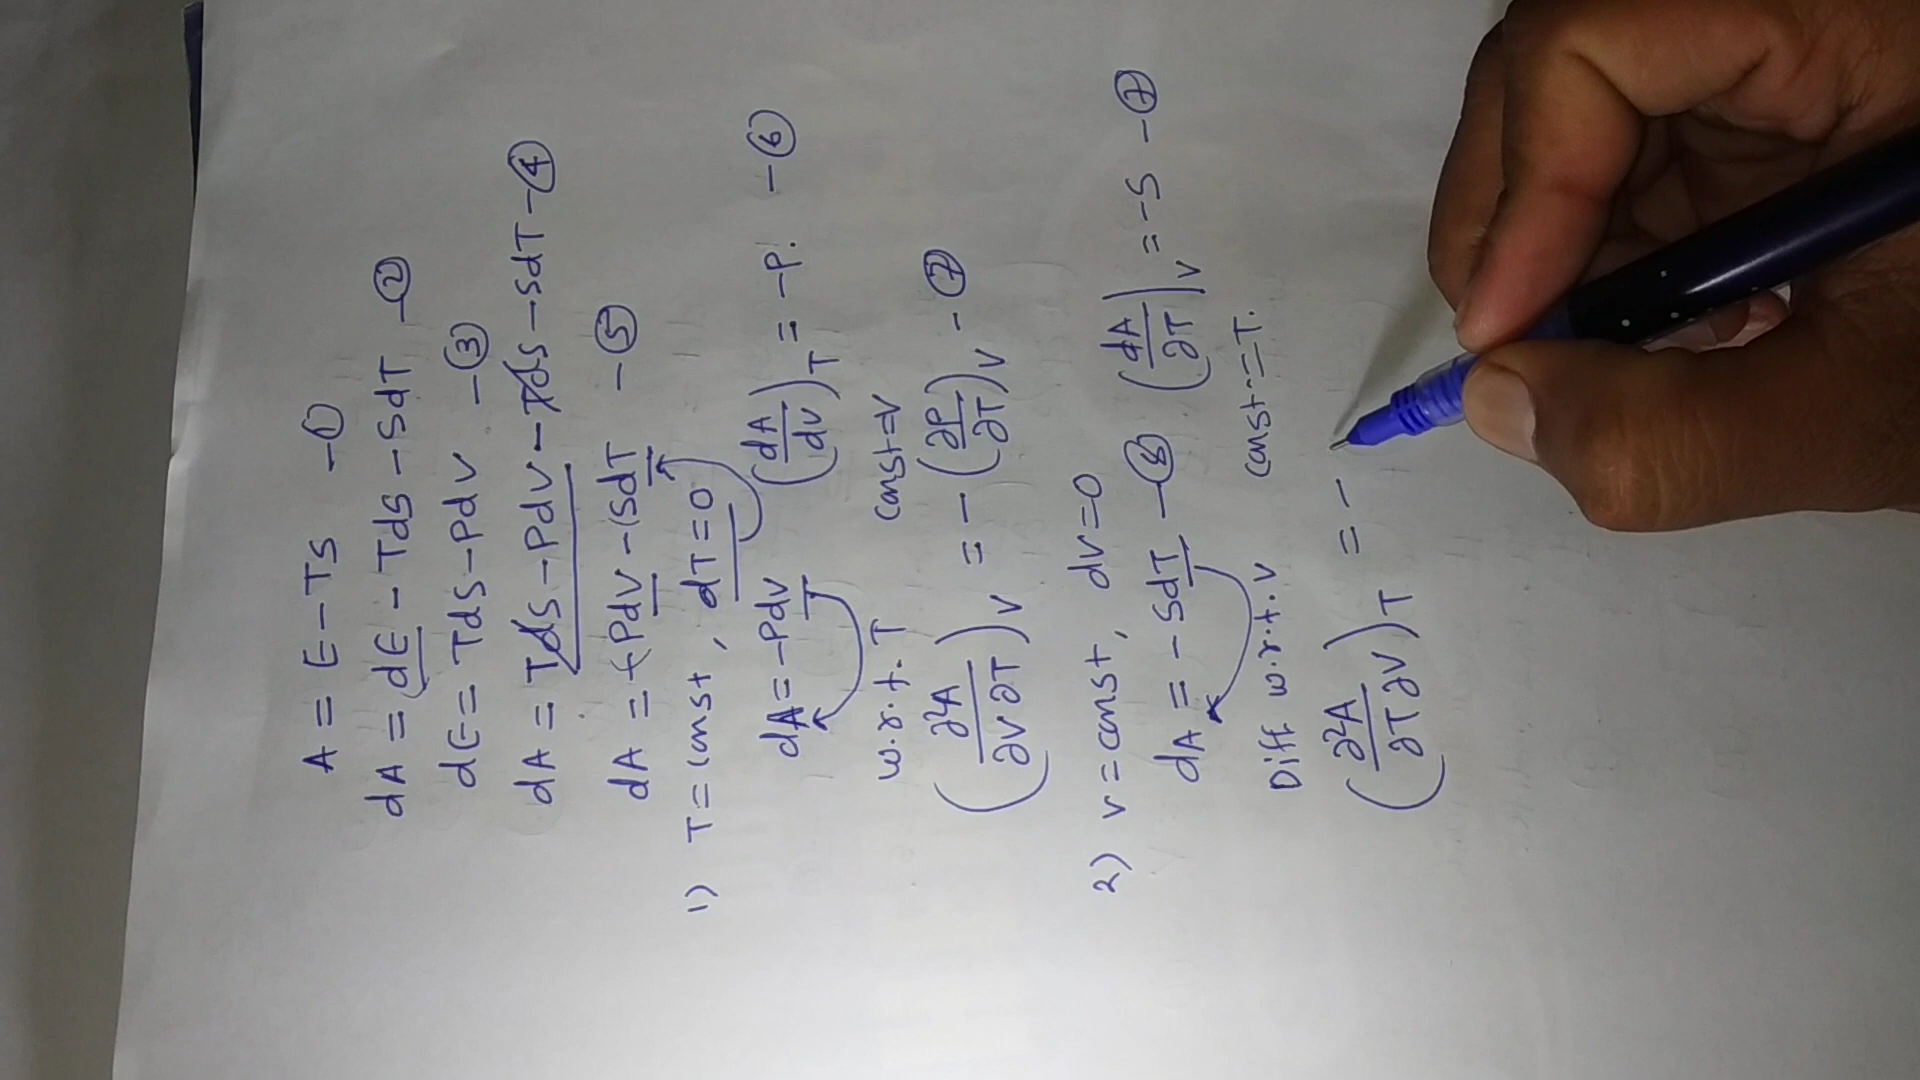 A = E - TS -①
dA = dE - Tds - SdT -②
dE = Tds - Pdv -③
dA = Tds - Pdv - Tds - SdT -④
dA = -(Pdv - (SdT -⑤
1) T = const, dT = 0
dA = -Pdv (dA/dv)T = -P. -⑥
w.r.t. T const = v
(∂²A/∂v∂T)v = -(∂P/∂T)v -⑦
2) v = const, dv = 0
dA = -SdT -⑧ (dA/∂T)v = -S -⑦
Diff w.r.t. v const = T.
(∂²A/∂T∂v)T = -